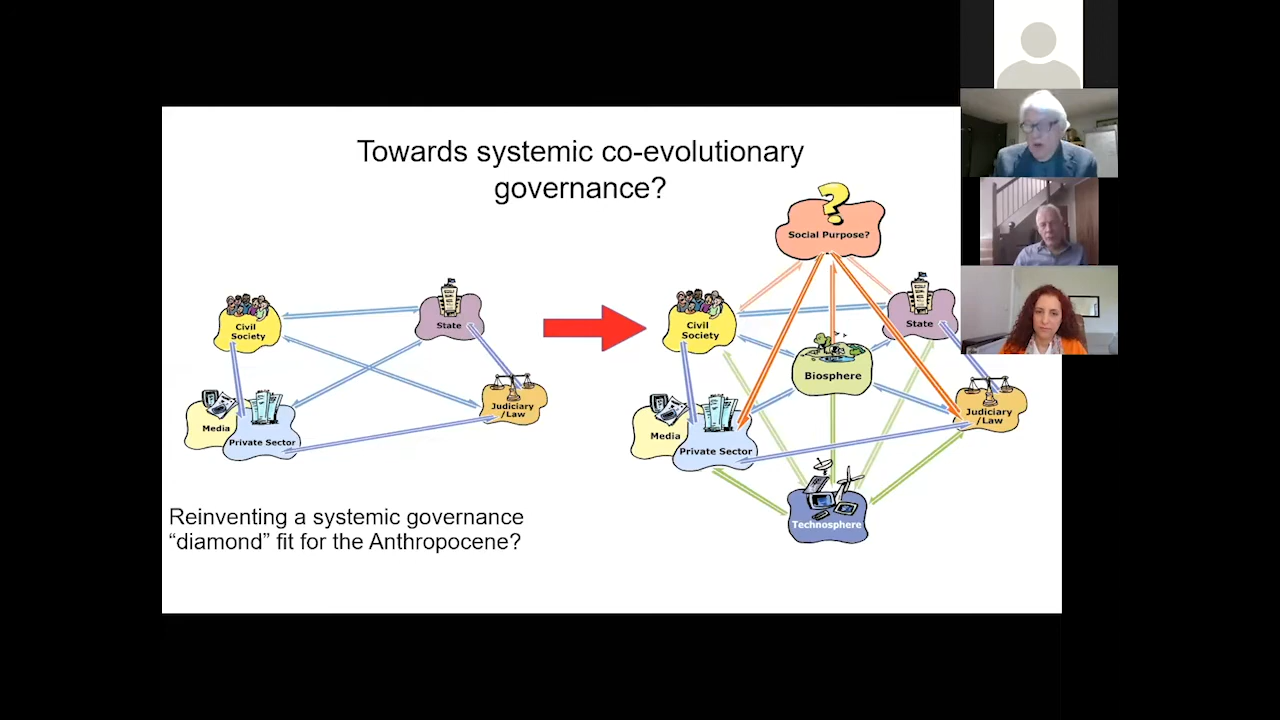 Towards systemic co-evolutionary
governance?
Civil
Society
State
Judiciary
/Law
Media
Private Sector
Social Purpose?
Civil
Society
State
Biosphere
Judiciary
/Law
Media
Private Sector
Technosphere
Reinventing a systemic governance
“diamond” fit for the Anthropocene?